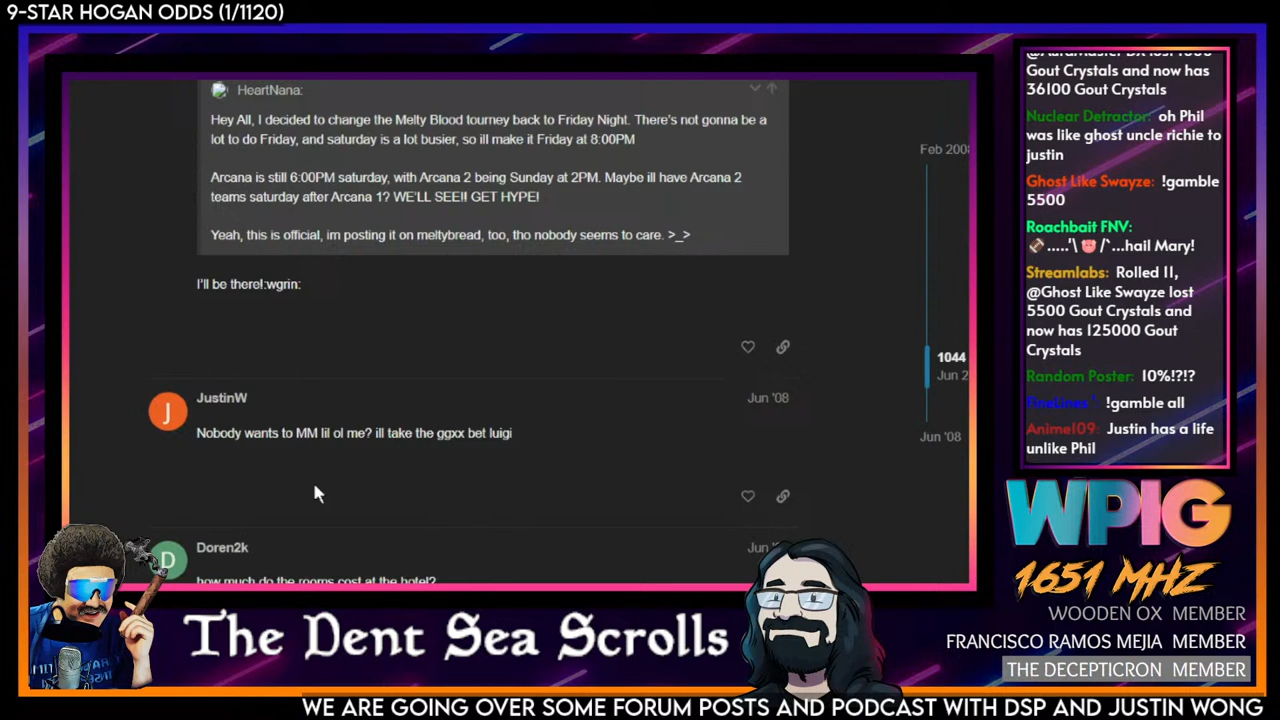 9-STAR HOGAN ODDS (1/1120)
HeartNana:
Hey All, I decided to change the Melty Blood tourney back to Friday Night. There's not gonna be a
lot to do Friday, and saturday is a lot busier, so ill make it Friday at 8:00PM
Arcana is still 6:00PM saturday, with Arcana 2 being Sunday at 2PM. Maybe ill have Arcana 2
teams saturday after Arcana 1? WE'LL SEE!! GET HYPE!
Yeah, this is official, im posting it on meltybread, too, tho nobody seems to care. >_>
I'll be there!:wgrin:
J
JustinW
Jun '08
Nobody wants to MM lil ol me? ill take the ggxx bet luigi
D
Doren2k
how much do the rooms cost at the hotel?
Feb 2008
1044
Jun 2
Jun '08
Gout Crystals and now has
36100 Gout Crystals
Nuclear Detractor: oh Phil
was like ghost uncle richie to
justin
Ghost Like Swayze: !gamble
5500
Roachbait FNV:
.....'\ /`...hail Mary!
Streamlabs: Rolled 11,
@Ghost Like Swayze lost
5500 Gout Crystals and
now has 125000 Gout
Crystals
Random Poster: 10%!?!?
!gamble all
Anime109: Justin has a life
unlike Phil
WPIG
1651 MHZ
WOODEN OX MEMBER
FRANCISCO RAMOS MEJIA MEMBER
THE DECEPTICRON MEMBER
The Dent Sea Scrolls
WE ARE GOING OVER SOME FORUM POSTS AND PODCAST WITH DSP AND JUSTIN WONG